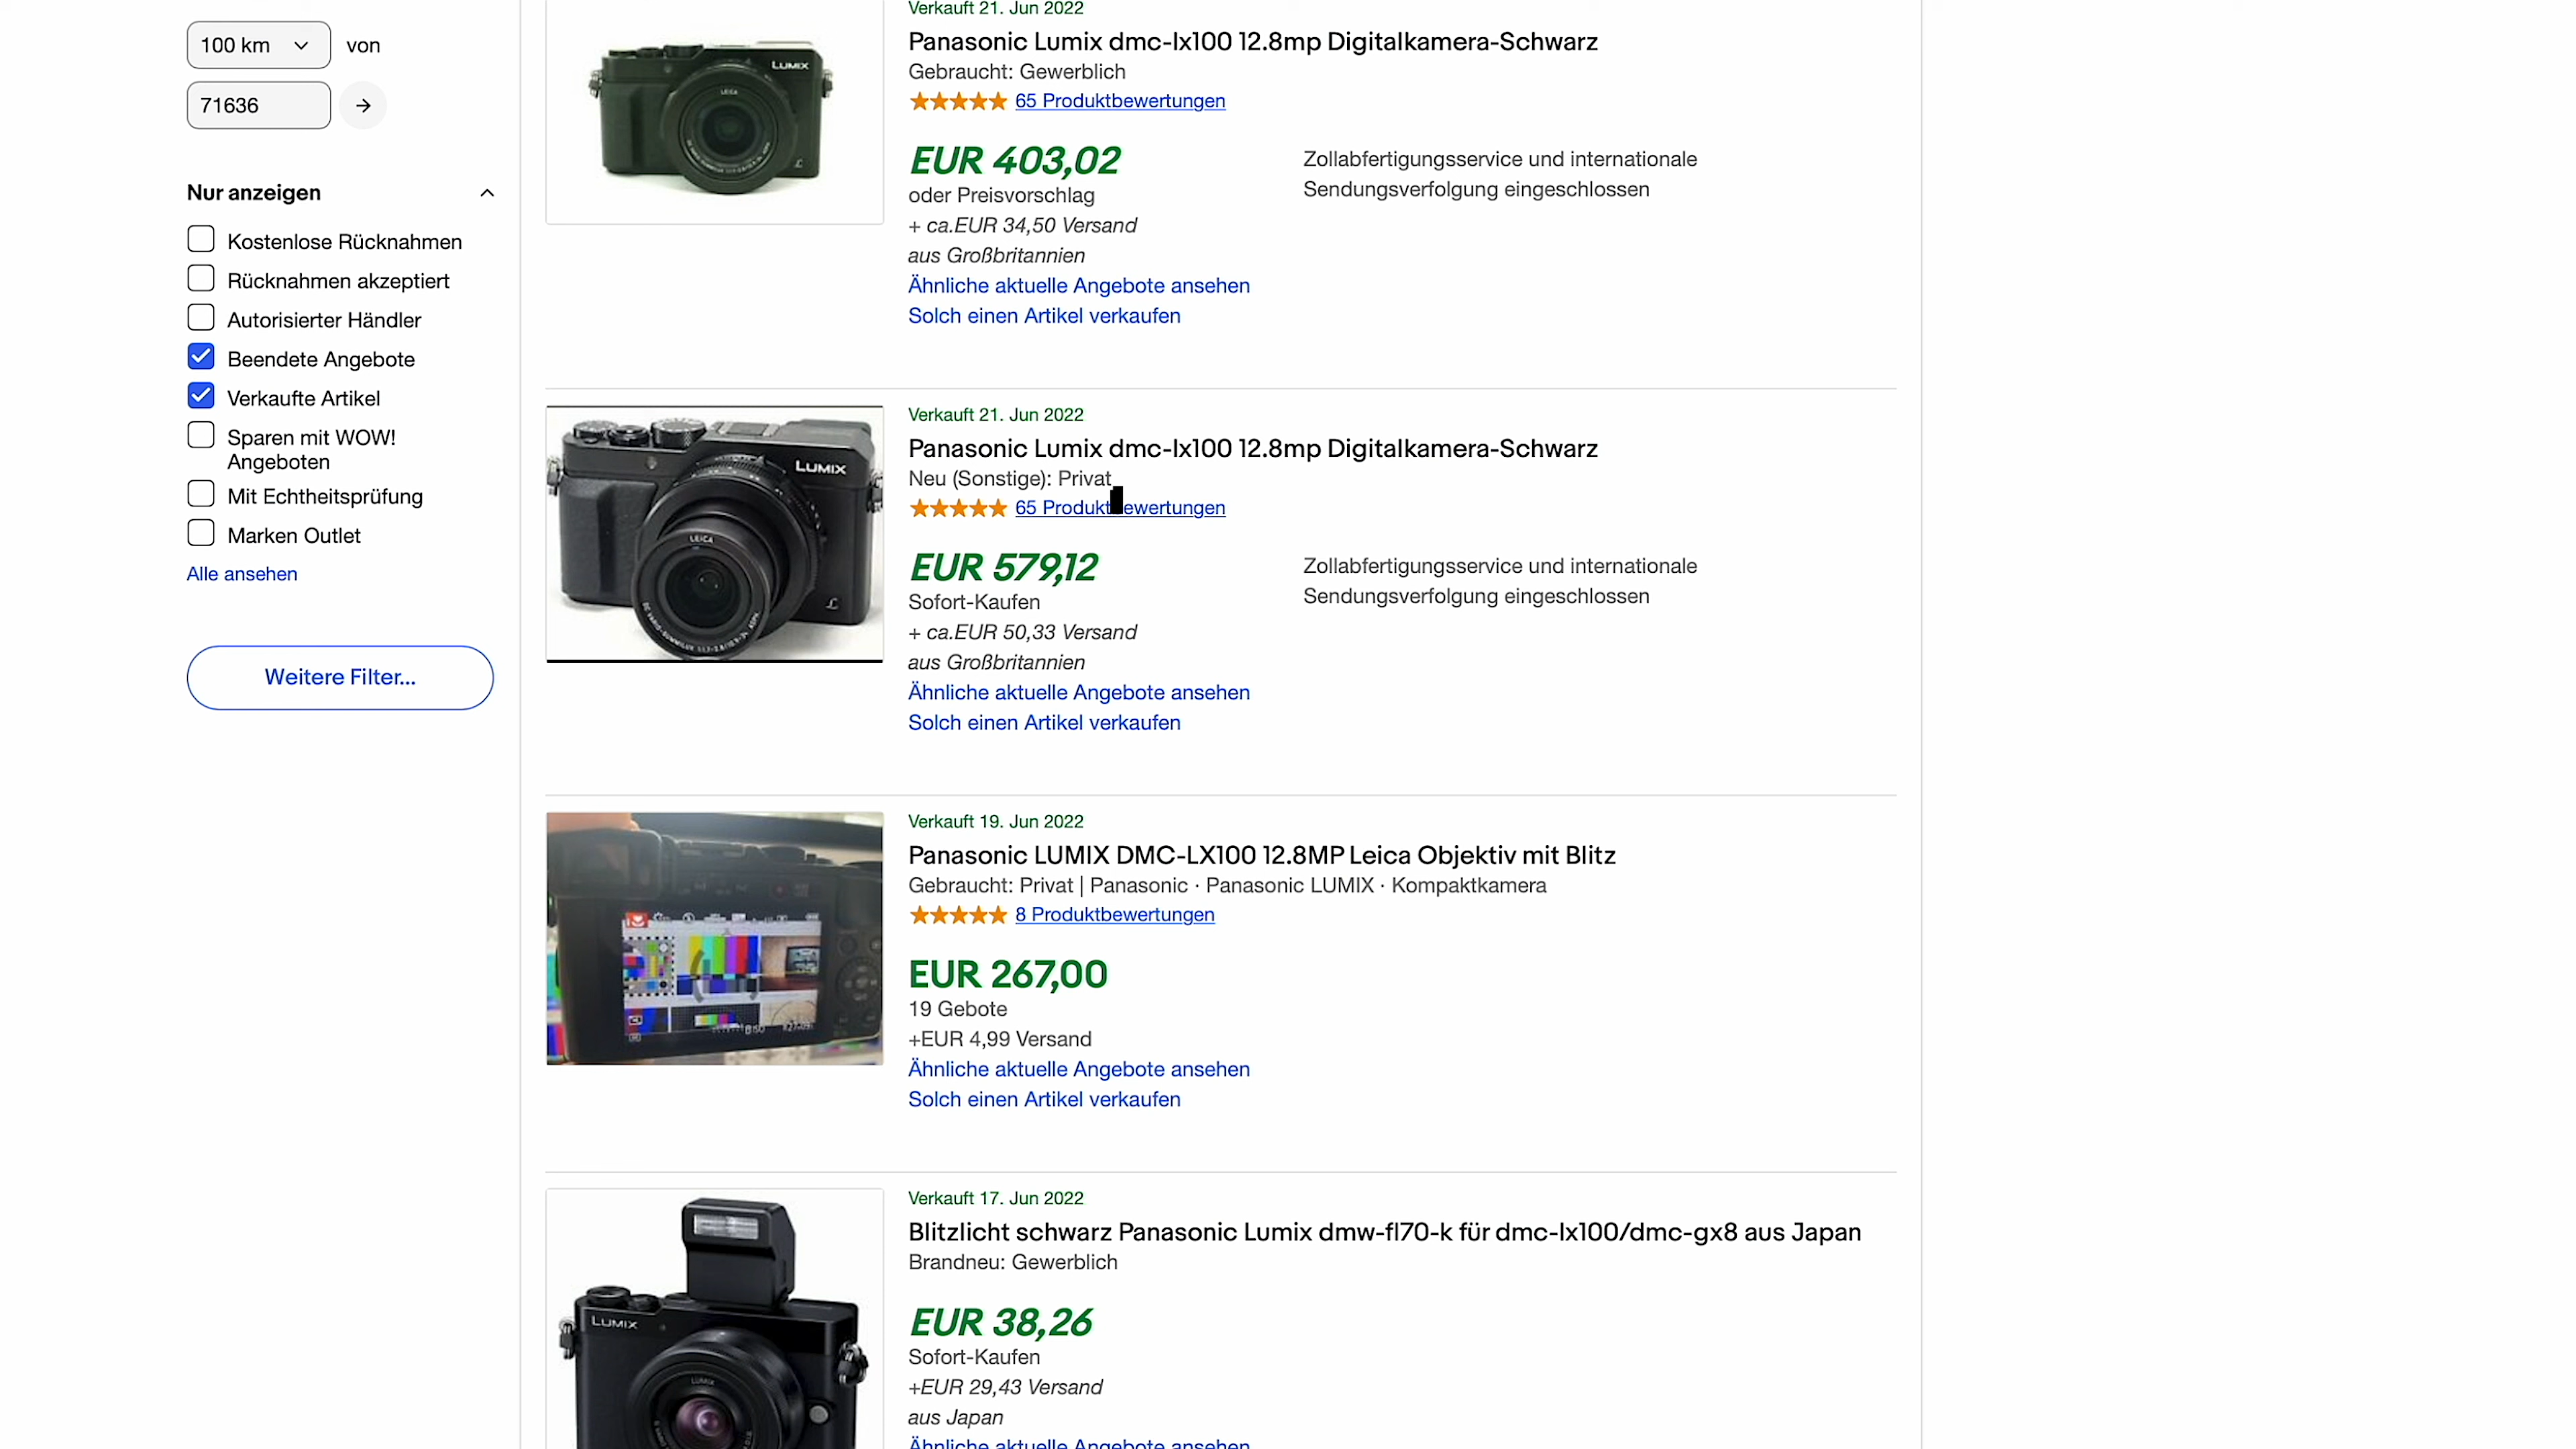 100 km
von
71636
Nur anzeigen
Kostenlose Rücknahmen
Rücknahmen akzeptiert
Autorisierter Händler
Beendete Angebote
Verkaufte Artikel
Sparen mit WOW!
Angeboten
Mit Echtheitsprüfung
Marken Outlet
Alle ansehen
Weitere Filter...
LUMIX
LEICA
Verkauft 21. Jun 2022
Panasonic Lumix dmc-lx100 12.8mp Digitalkamera-Schwarz
Gebraucht: Gewerblich
65 Produktbewertungen
EUR 403,02
oder Preisvorschlag
+ ca.EUR 34,50 Versand
aus Großbritannien
Ähnliche aktuelle Angebote ansehen
Solch einen Artikel verkaufen
Zollabfertigungsservice und internationale
Sendungsverfolgung eingeschlossen
LUMIX
LEICA
Verkauft 21. Jun 2022
Panasonic Lumix dmc-lx100 12.8mp Digitalkamera-Schwarz
Neu (Sonstige): Privat
65 Produktbewertungen
EUR 579,12
Sofort-Kaufen
+ ca.EUR 50,33 Versand
aus Großbritannien
Ähnliche aktuelle Angebote ansehen
Solch einen Artikel verkaufen
Zollabfertigungsservice und internationale
Sendungsverfolgung eingeschlossen
Verkauft 19. Jun 2022
Panasonic LUMIX DMC-LX100 12.8MP Leica Objektiv mit Blitz
Gebraucht: Privat | Panasonic · Panasonic LUMIX · Kompaktkamera
8 Produktbewertungen
EUR 267,00
19 Gebote
+EUR 4,99 Versand
Ähnliche aktuelle Angebote ansehen
Solch einen Artikel verkaufen
LUMIX
Verkauft 17. Jun 2022
Blitzlicht schwarz Panasonic Lumix dmw-fl70-k für dmc-lx100/dmc-gx8 aus Japan
Brandneu: Gewerblich
EUR 38,26
Sofort-Kaufen
+EUR 29,43 Versand
aus Japan
Ähnliche aktuelle Angebote ansehen